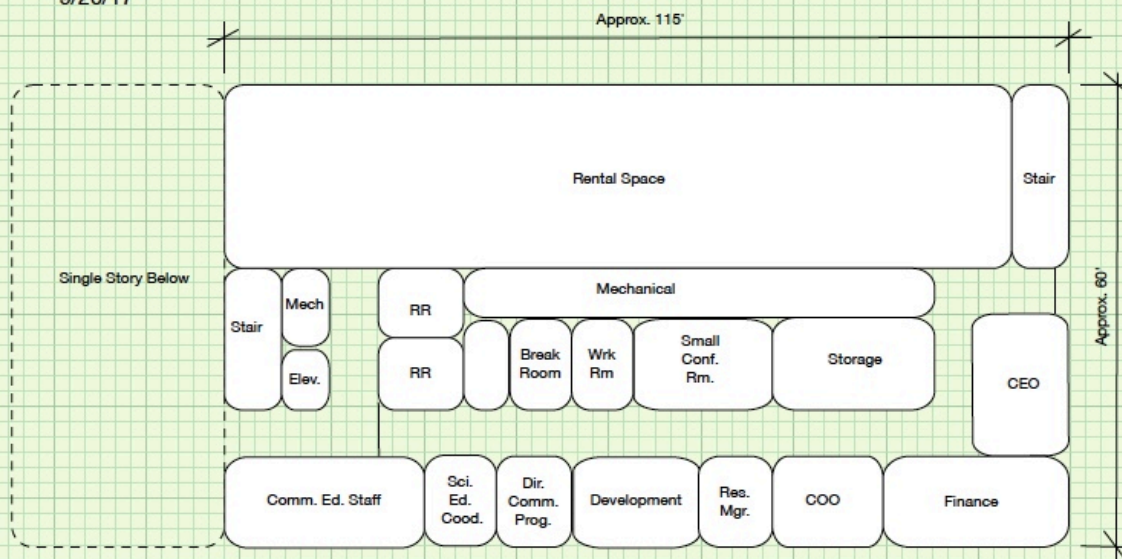 Approx. 115'
Rental Space
Stair
Single Story Below
Mech
Stair
Elev.
RR
RR
Mechanical
Break
Room
Wrk
Rm
Small
Conf.
Rm.
Storage
Approx. 60'
CEO
Comm. Ed. Staff
Sci.
Ed.
Cood.
Dir.
Comm.
Prog.
Development
Res.
Mgr.
COO
Finance